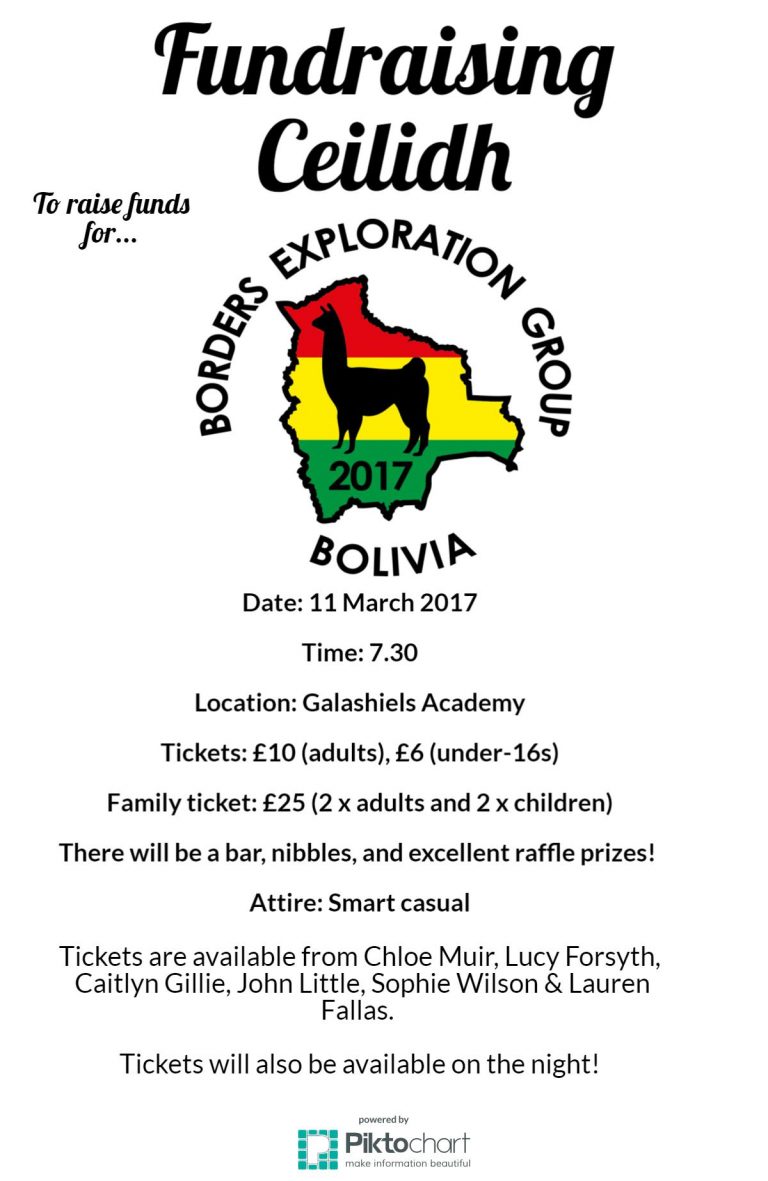 Fundraising
Ceilidh
To raise funds
for...
BORDERS EXPLORATION GROUP
2017
BOLIVIA
Date: 11 March 2017
Time: 7.30
Location: Galashiels Academy
Tickets: £10 (adults), £6 (under-16s)
Family ticket: £25 (2 x adults and 2 x children)
There will be a bar, nibbles, and excellent raffle prizes!
Attire: Smart casual
Tickets are available from Chloe Muir, Lucy Forsyth,
Caitlyn Gillie, John Little, Sophie Wilson & Lauren
Fallas.
Tickets will also be available on the night!
powered by
Piktochart
make information beautiful